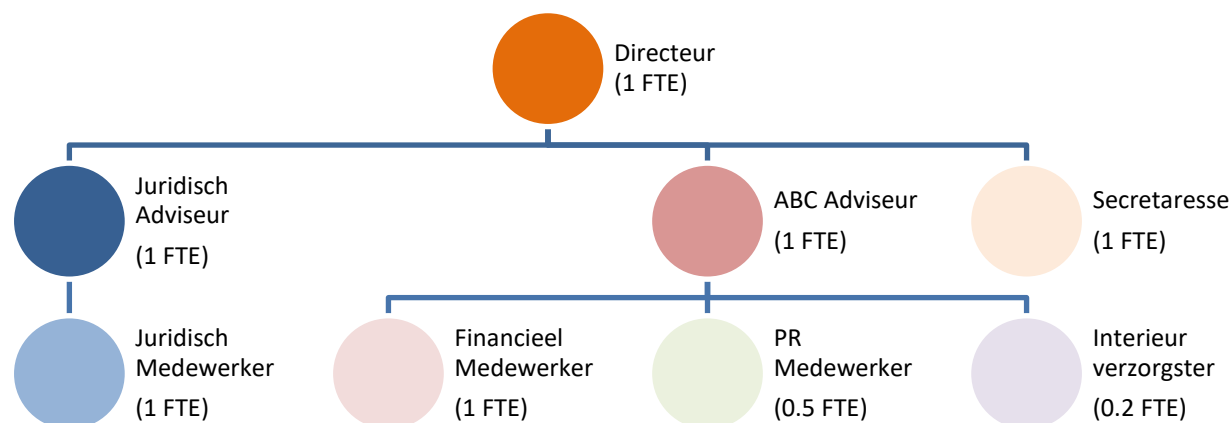 Directeur
(1 FTE)
Juridisch
Adviseur
(1 FTE)
ABC Adviseur
(1 FTE)
Secretaresse
(1 FTE)
Juridisch
Medewerker
(1 FTE)
Financieel
Medewerker
(1 FTE)
PR
Medewerker
(0.5 FTE)
Interieur
verzorgster
(0.2 FTE)